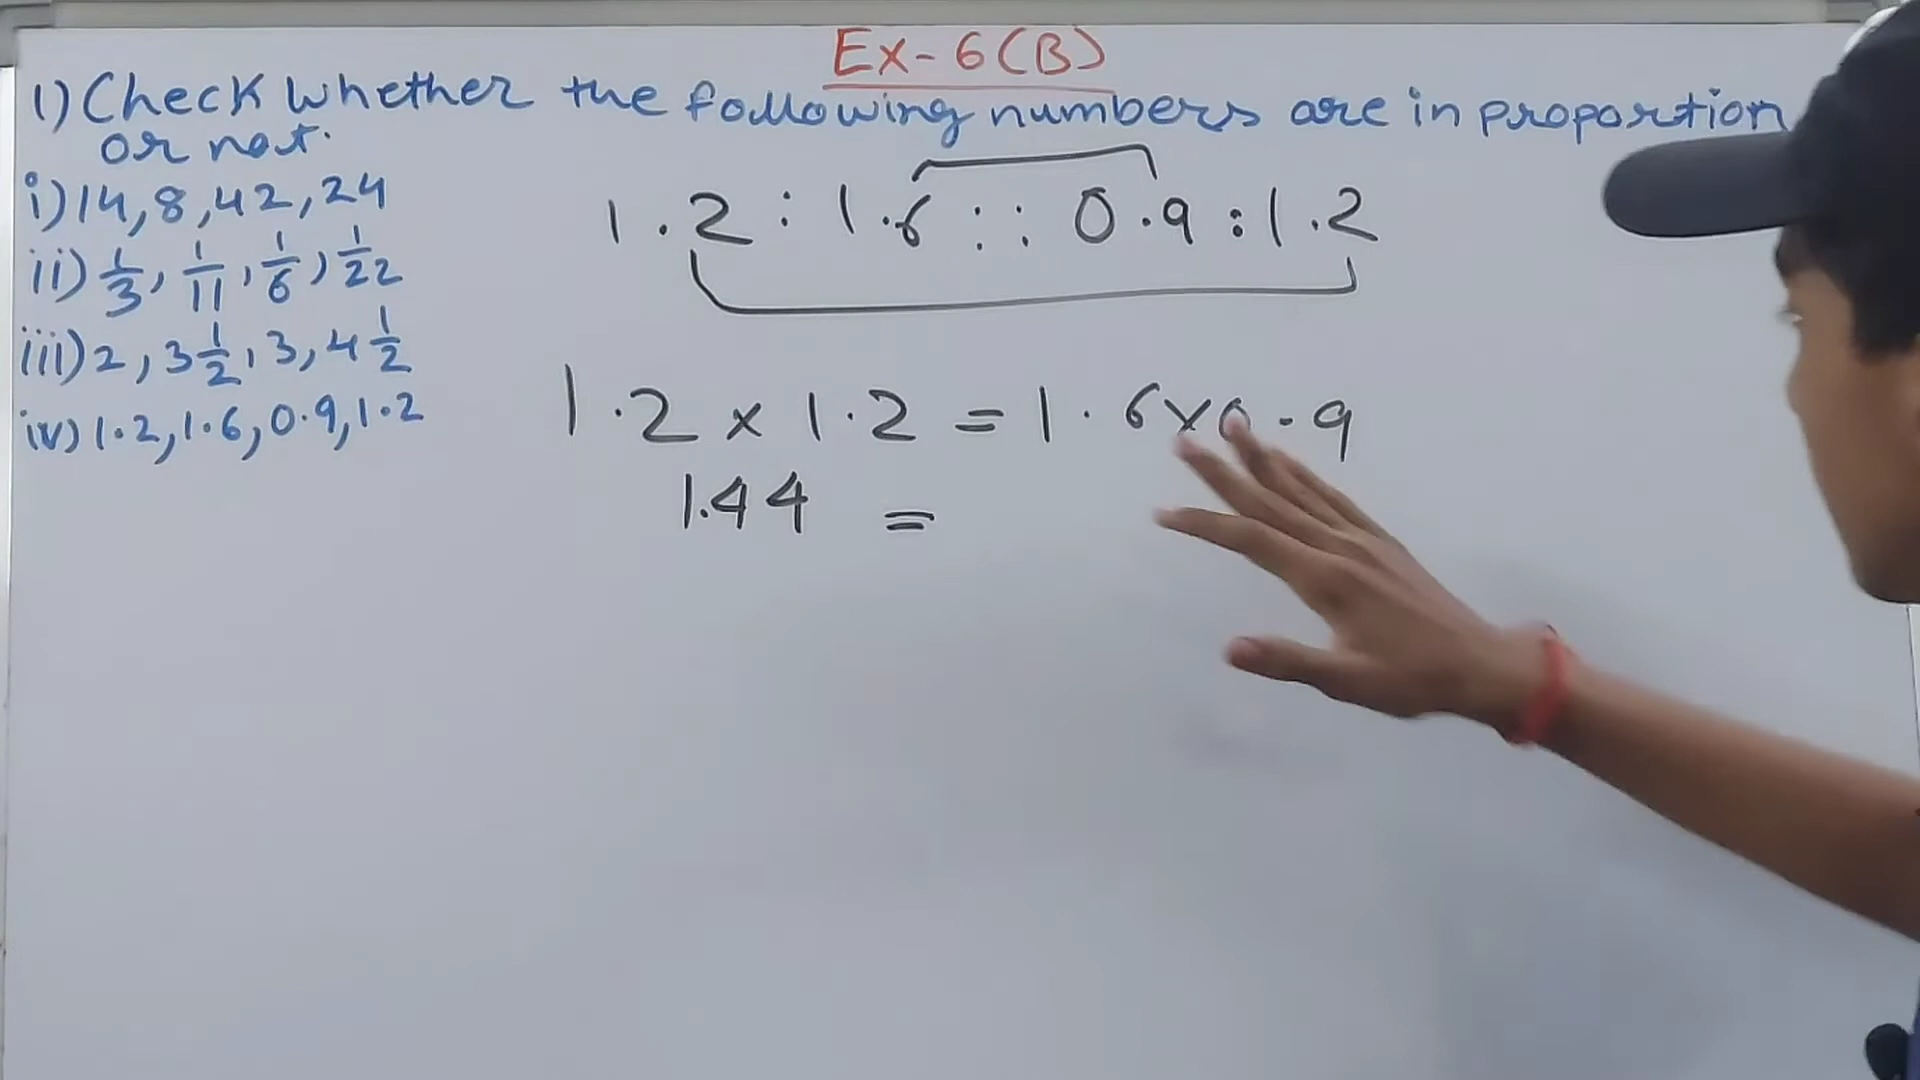 Ex-6(B)
1) Check whether the following numbers are in proportion
or not.
i) 14, 8, 42, 24
ii) 1/3, 1/11, 1/6, 1/22
iii) 2, 3 1/2, 3, 4 1/2
iv) 1.2, 1.6, 0.9, 1.2
1.2 : 1.6 :: 0.9 : 1.2
1.2 x 1.2 = 1.6 x 0.9
1.44 =